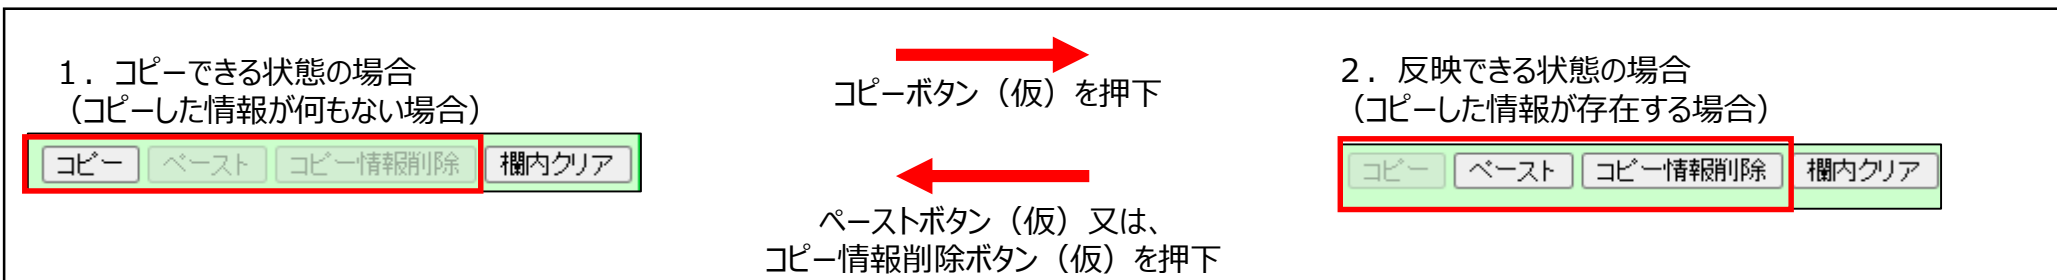 １．コピーできる状態の場合
（コピーした情報が何もない場合）
コピー ペースト コピー情報削除 欄内クリア
コピーボタン（仮）を押下
ペーストボタン（仮）又は、
コピー情報削除ボタン（仮）を押下
２．反映できる状態の場合
（コピーした情報が存在する場合）
コピー ペースト コピー情報削除 欄内クリア